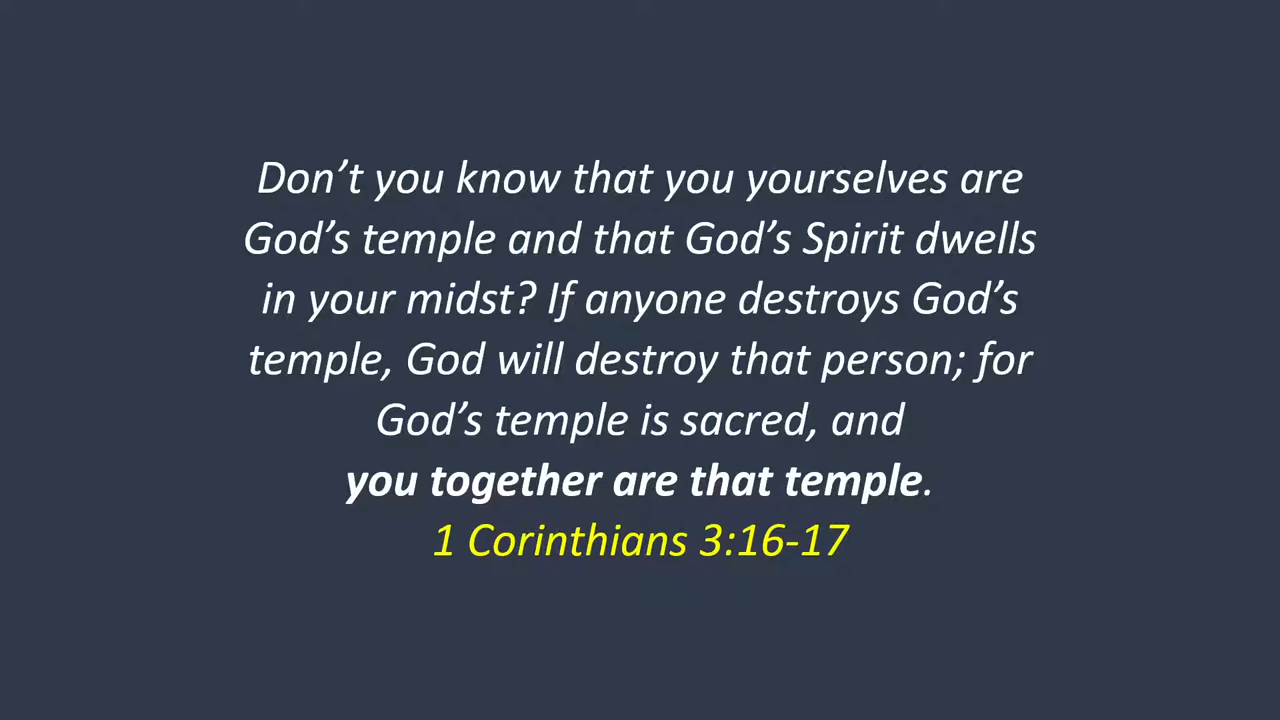 Don’t you know that you yourselves are
God’s temple and that God’s Spirit dwells
in your midst? If anyone destroys God’s
temple, God will destroy that person; for
God’s temple is sacred, and
you together are that temple.
1 Corinthians 3:16-17